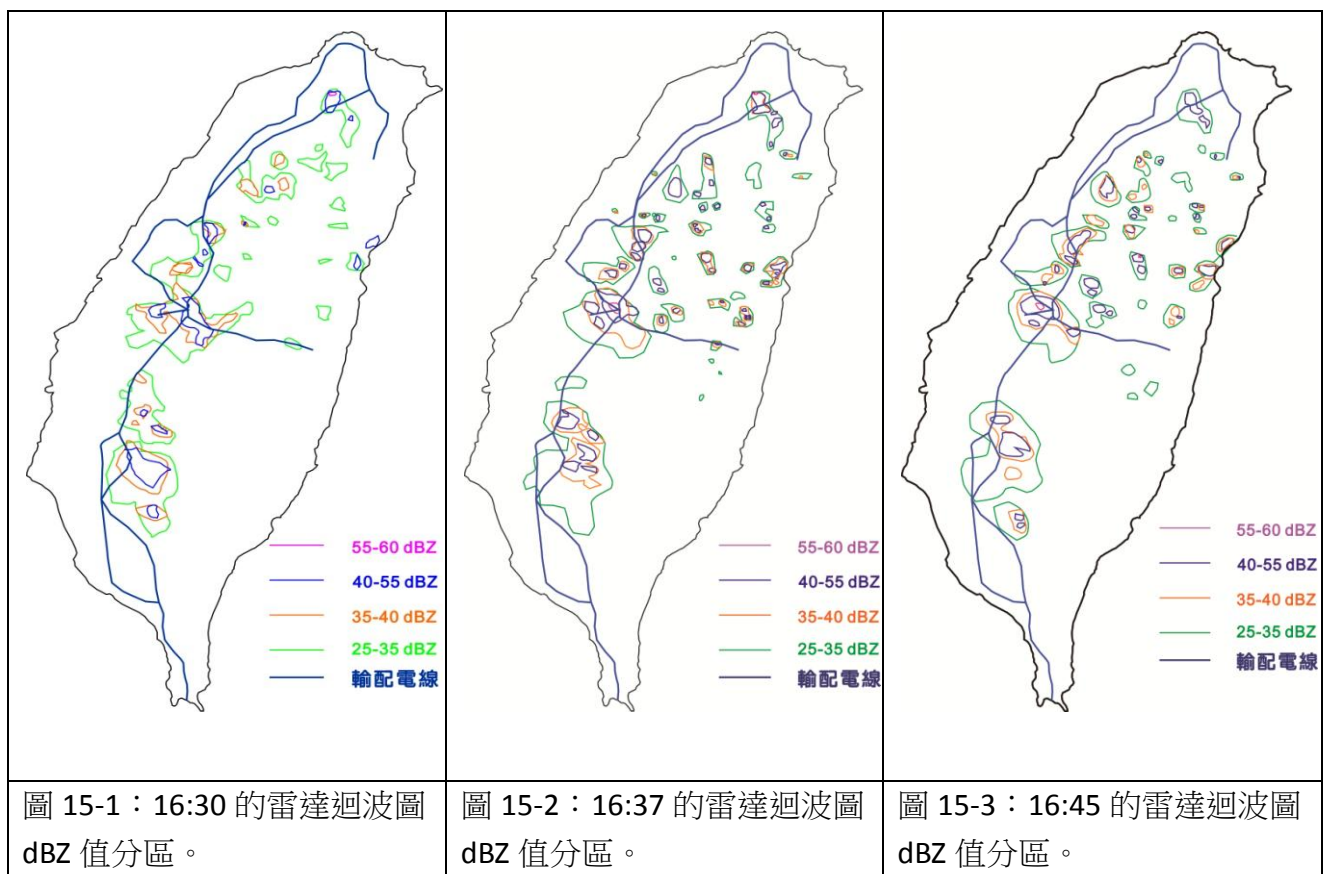 55-60 dBZ
40-55 dBZ
35-40 dBZ
25-35 dBZ
輸配電線
55-60 dBZ
40-55 dBZ
35-40 dBZ
25-35 dBZ
輸配電線
55-60 dBZ
40-55 dBZ
35-40 dBZ
25-35 dBZ
輸配電線
圖 15-1：16:30 的雷達迴波圖
dBZ 值分區。
圖 15-2：16:37 的雷達迴波圖
dBZ 值分區。
圖 15-3：16:45 的雷達迴波圖
dBZ 值分區。